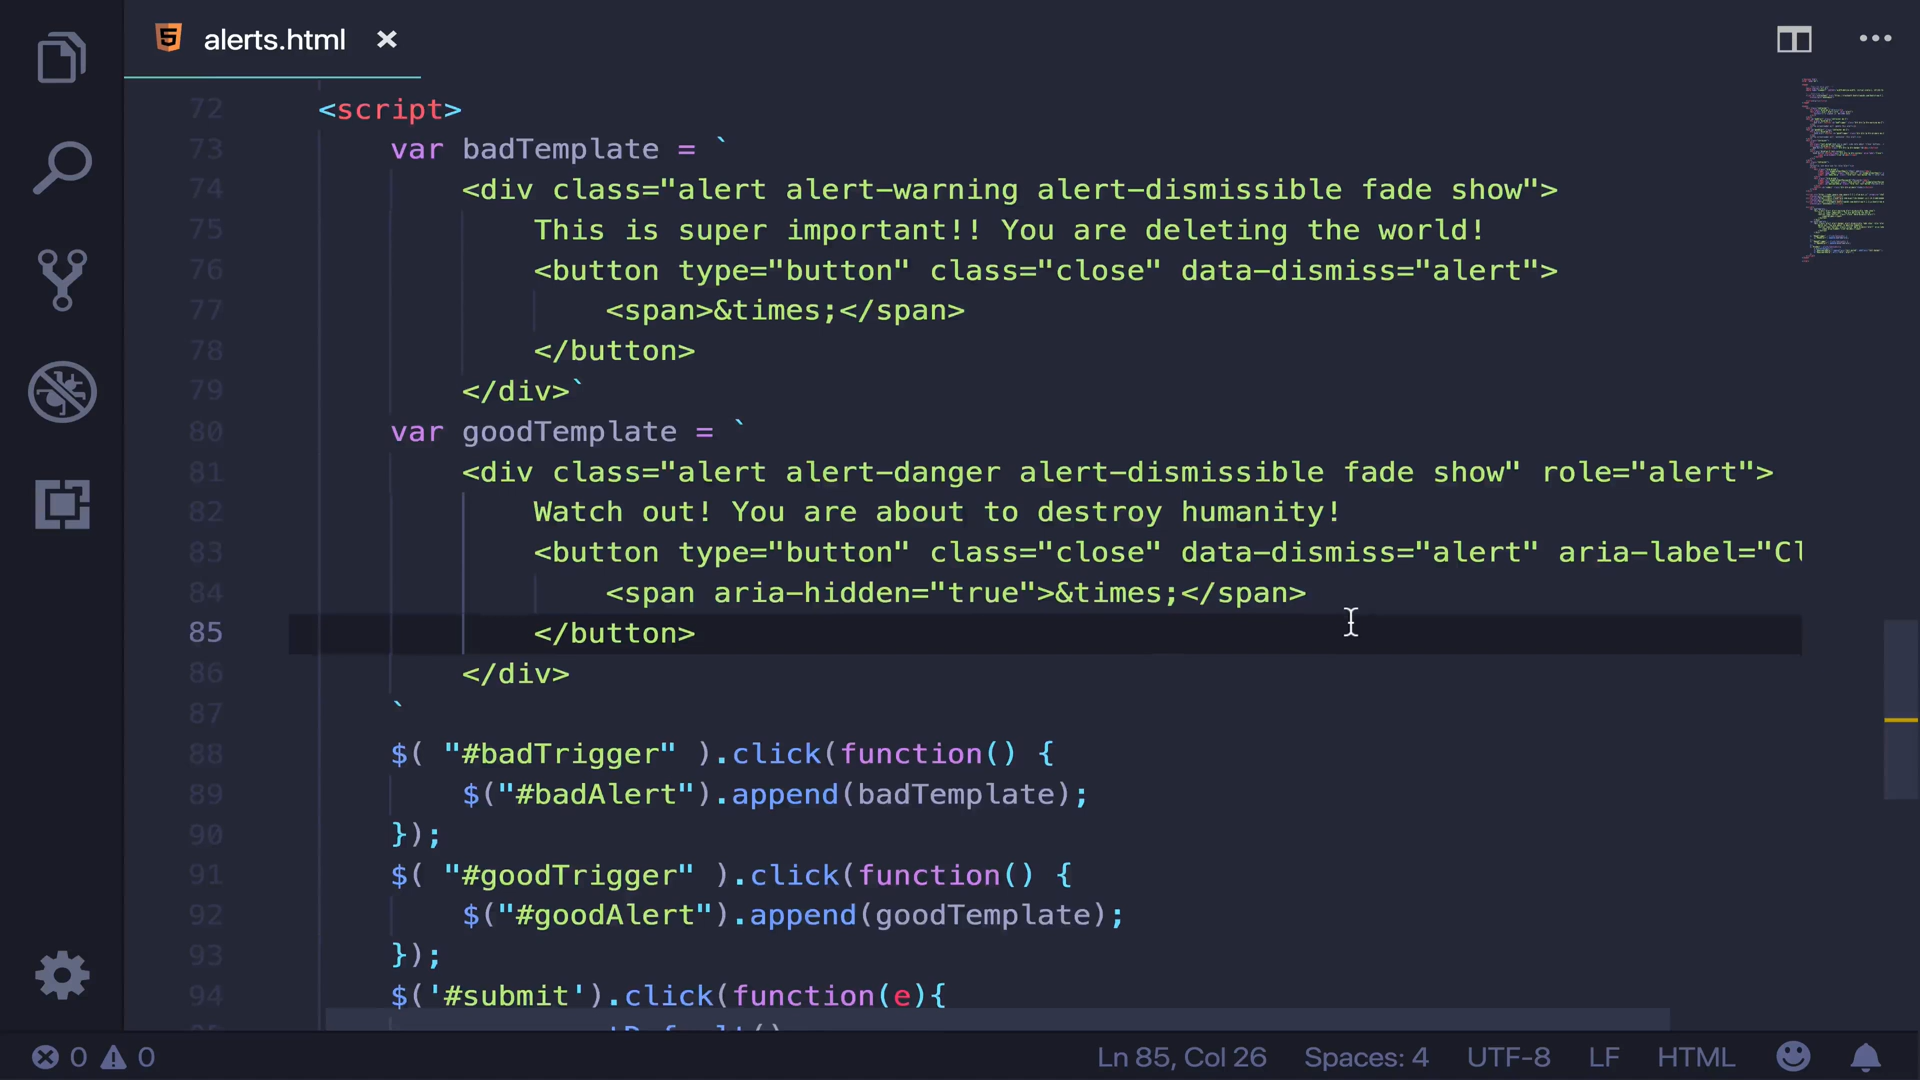 alerts.html
72 <script>
73 var badTemplate = `
74 <div class="alert alert-warning alert-dismissible fade show">
75 This is super important!! You are deleting the world!
76 <button type="button" class="close" data-dismiss="alert">
77 <span>&times;</span>
78 </button>
79 </div>`
80 var goodTemplate = `
81 <div class="alert alert-danger alert-dismissible fade show" role="alert">
82 Watch out! You are about to destroy humanity!
83 <button type="button" class="close" data-dismiss="alert" aria-label="Cl
84 <span aria-hidden="true">&times;</span>
85 </button>
86 </div>
87 `
88 $( "#badTrigger" ).click(function() {
89 $("#badAlert").append(badTemplate);
90 });
91 $( "#goodTrigger" ).click(function() {
92 $("#goodAlert").append(goodTemplate);
93 });
94 $('#submit').click(function(e){
0 0 Ln 85, Col 26 Spaces: 4 UTF-8 LF HTML